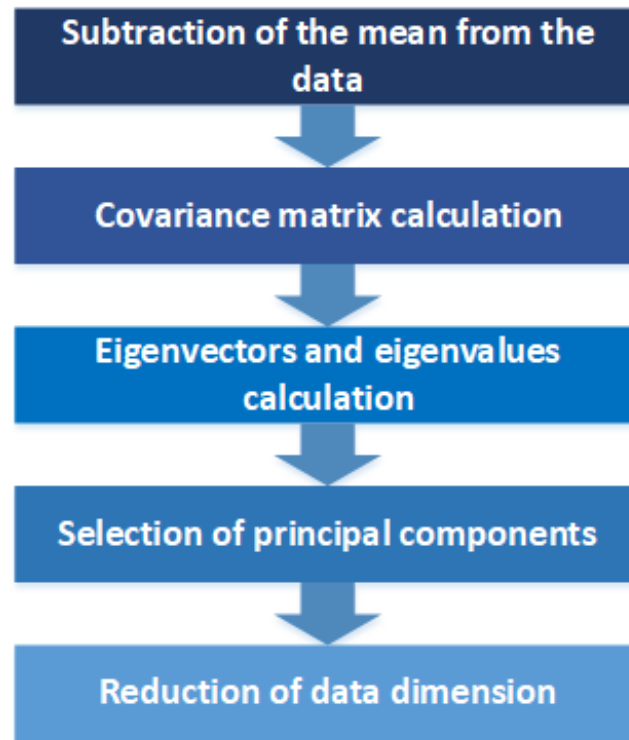 Subtraction of the mean from the
data
Covariance matrix calculation
Eigenvectors and eigenvalues
calculation
Selection of principal components
Reduction of data dimension